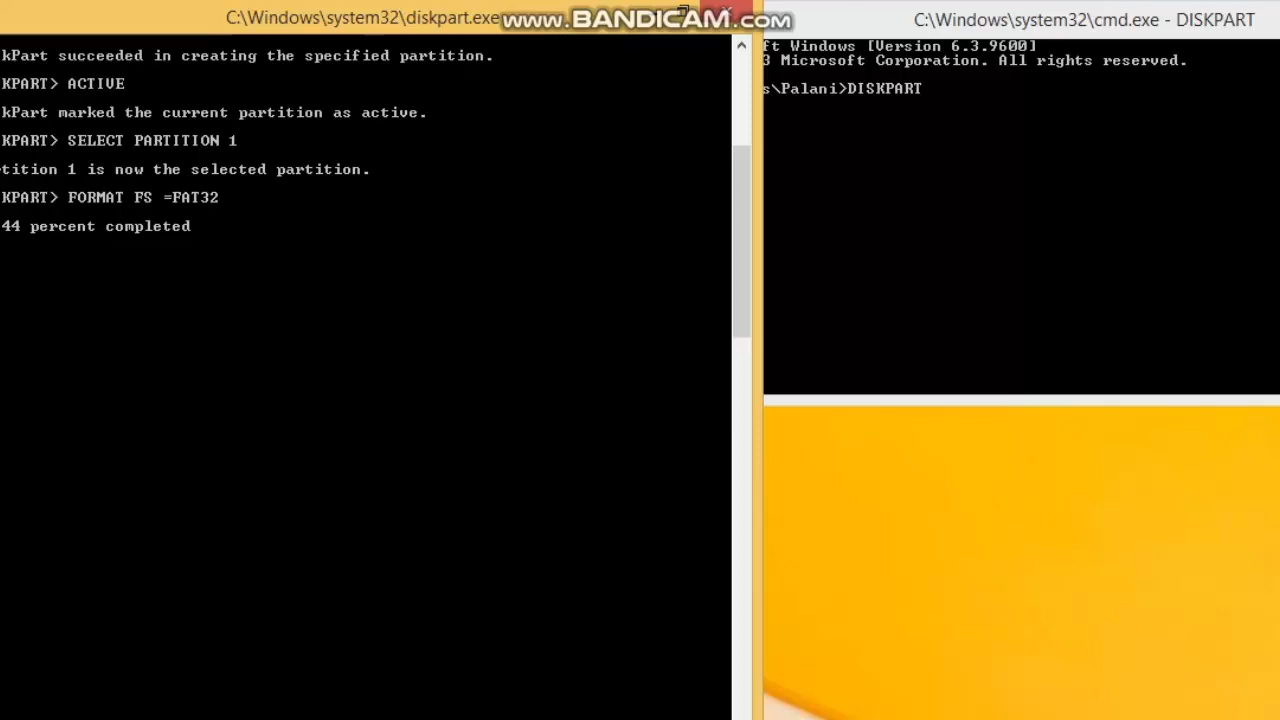 C:\Windows\system32\diskpart.exe
www.BANDICAM.com
kPart succeeded in creating the specified partition.
KPART> ACTIVE
kPart marked the current partition as active.
KPART> SELECT PARTITION 1
tition 1 is now the selected partition.
KPART> FORMAT FS =FAT32
44 percent completed
C:\Windows\system32\cmd.exe - DISKPART
ft Windows [Version 6.3.9600]
3 Microsoft Corporation. All rights reserved.
s\Palani>DISKPART